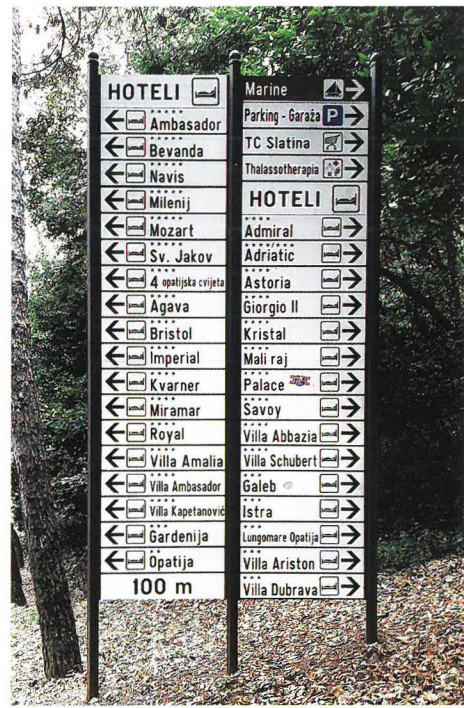 HOTELI
Ambasador
Bevanda
Navis
Milenij
Mozart
Sv. Jakov
4 opatijska cvijeta
Agava
Bristol
Imperial
Kvarner
Miramar
Royal
Villa Amalia
Villa Ambasador
Villa Kapetanović
Gardenija
Opatija
100 m
Marine
Parking - Garaža P
TC Slatina
Thalassotherapia
HOTELI
Admiral
Adriatic
Astoria
Giorgio II
Kristal
Mali raj
Palace
Savoy
Villa Abbazia
Villa Schubert
Galeb
Istra
Lungomare Opatija
Villa Ariston
Villa Dubrava